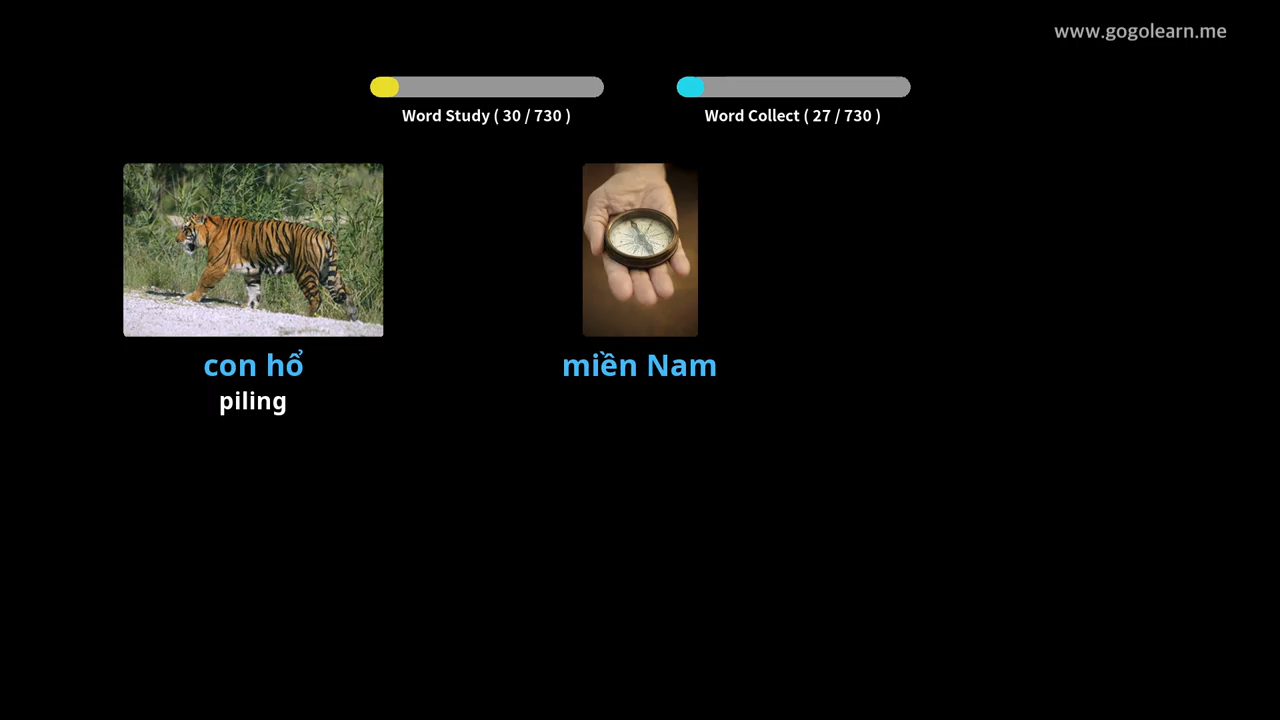 www.gogolearn.me
Word Study ( 30 / 730 )
Word Collect ( 27 / 730 )
con hổ
piling
miền Nam